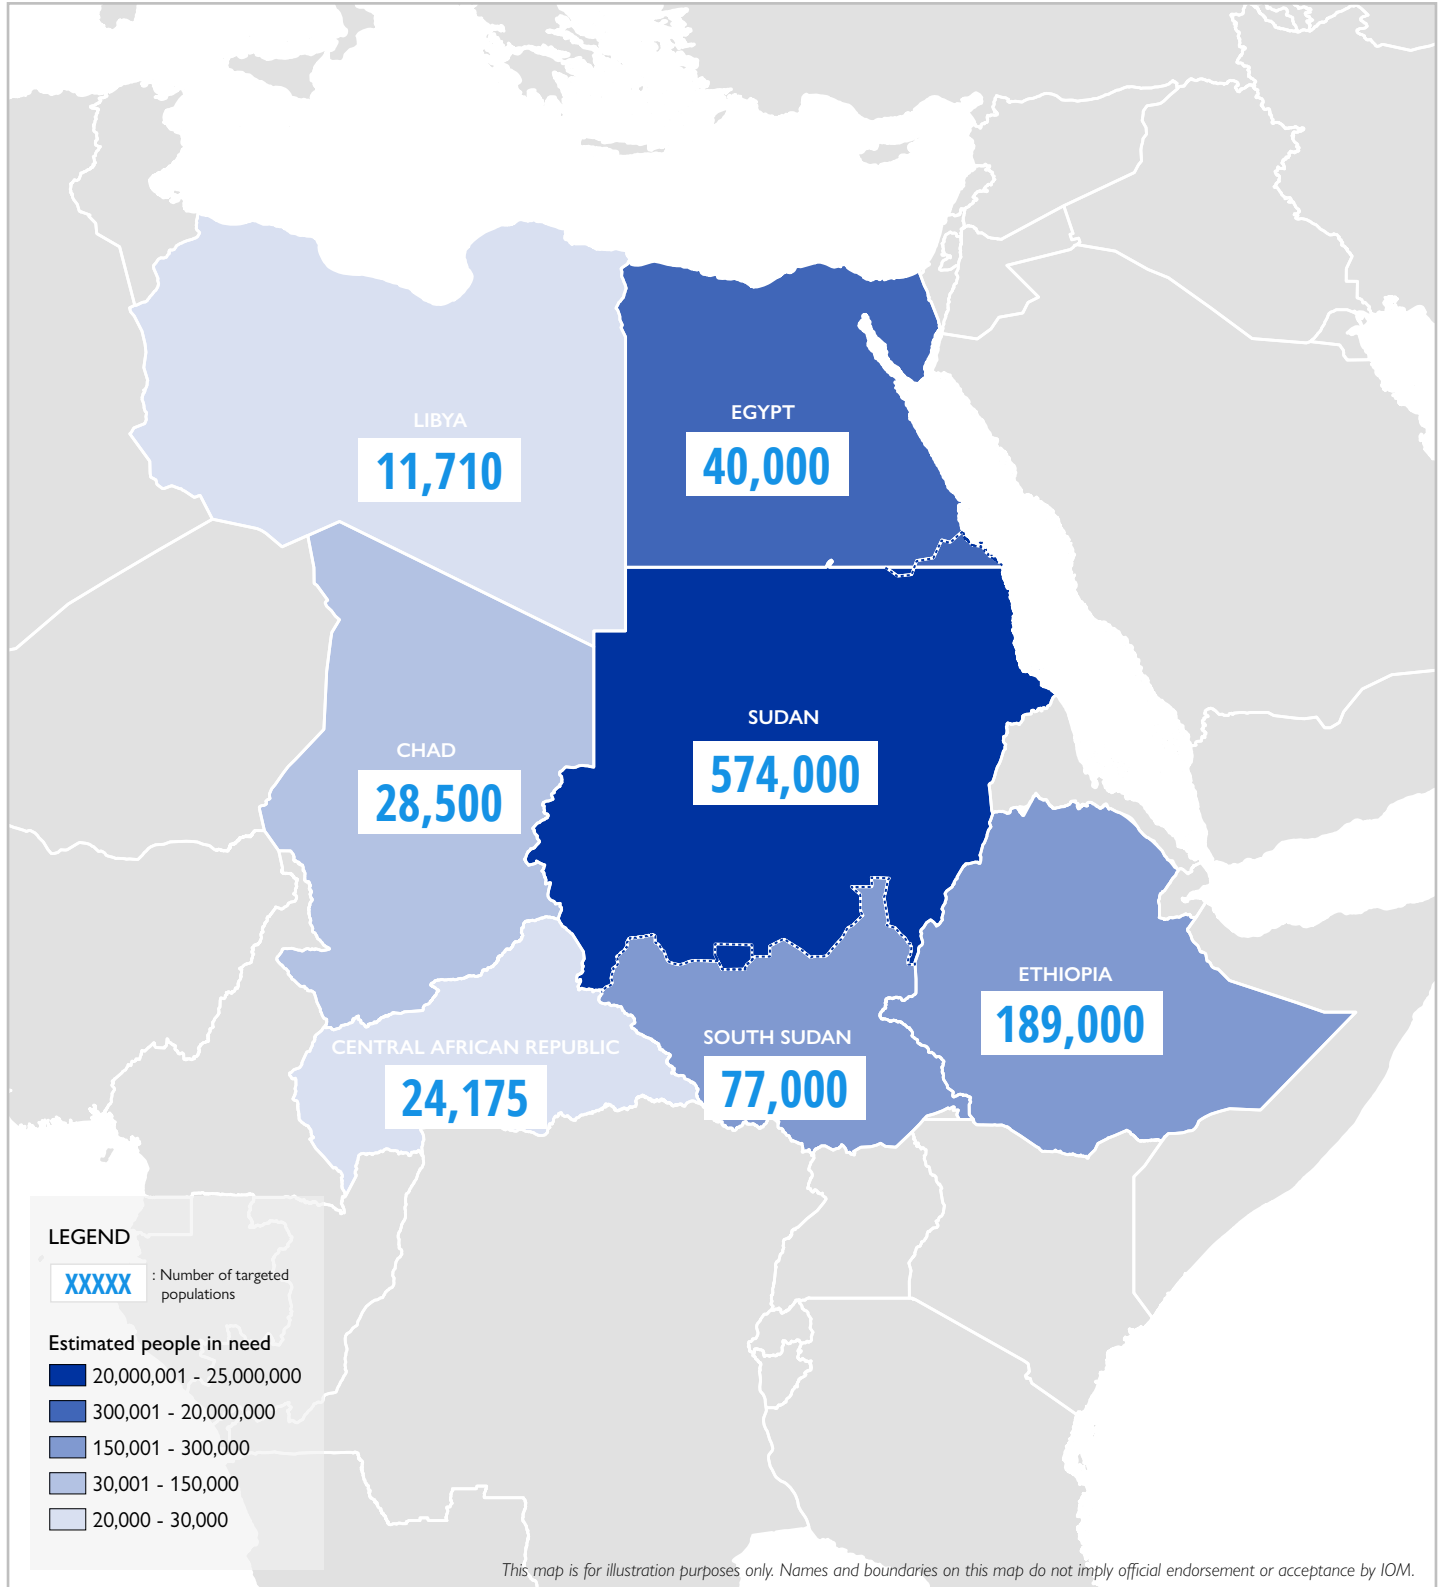 LIBYA
11,710
EGYPT
40,000
SUDAN
574,000
CHAD
28,500
ETHIOPIA
189,000
SOUTH SUDAN
77,000
CENTRAL AFRICAN REPUBLIC
24,175
LEGEND
XXXXX : Number of targeted
populations
Estimated people in need
20,000,001 - 25,000,000
300,001 - 20,000,000
150,001 - 300,000
30,001 - 150,000
20,000 - 30,000
This map is for illustration purposes only. Names and boundaries on this map do not imply official endorsement or acceptance by IOM.